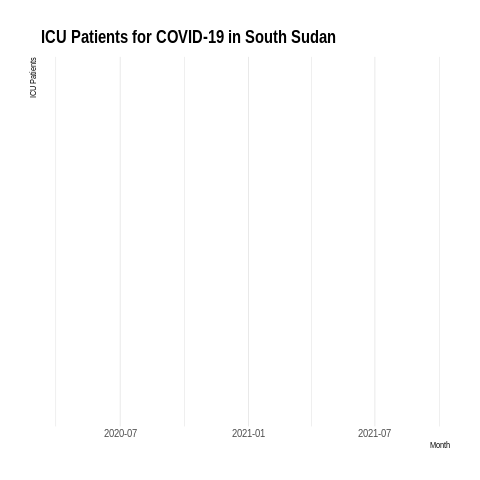 ICU Patients for COVID-19 in South Sudan
ICU Patients
2020-07
2021-01
2021-07
Month